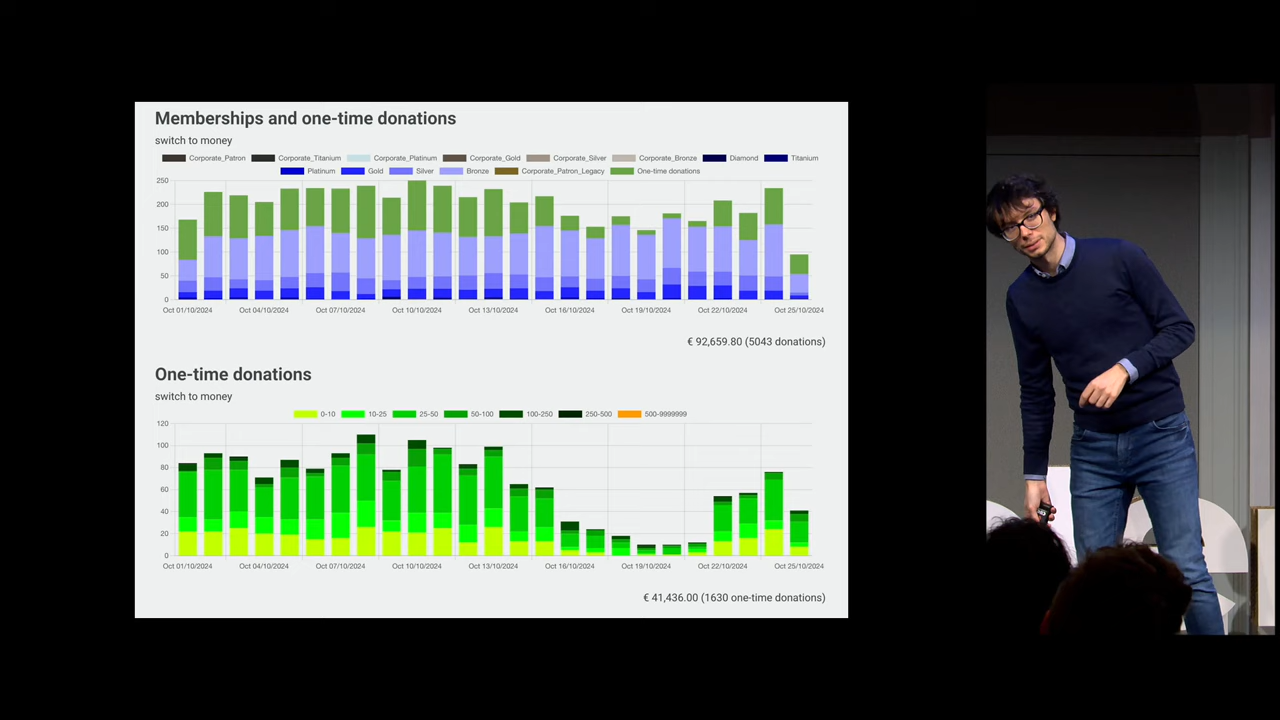 Memberships and one-time donations
switch to money
Corporate_Patron Corporate_Titanium Corporate_Platinum Corporate_Gold Corporate_Silver Corporate_Bronze Diamond Titanium
Platinum Gold Silver Bronze Corporate_Patron_Legacy One-time donations
250
200
150
100
50
0
Oct 01/10/2024 Oct 04/10/2024 Oct 07/10/2024 Oct 10/10/2024 Oct 13/10/2024 Oct 16/10/2024 Oct 19/10/2024 Oct 22/10/2024 Oct 25/10/2024
€ 92,659.80 (5043 donations)
One-time donations
switch to money
0-10 10-25 25-50 50-100 100-250 250-500 500-9999999
120
100
80
60
40
20
0
Oct 01/10/2024 Oct 04/10/2024 Oct 07/10/2024 Oct 10/10/2024 Oct 13/10/2024 Oct 16/10/2024 Oct 19/10/2024 Oct 22/10/2024 Oct 25/10/2024
€ 41,436.00 (1630 one-time donations)